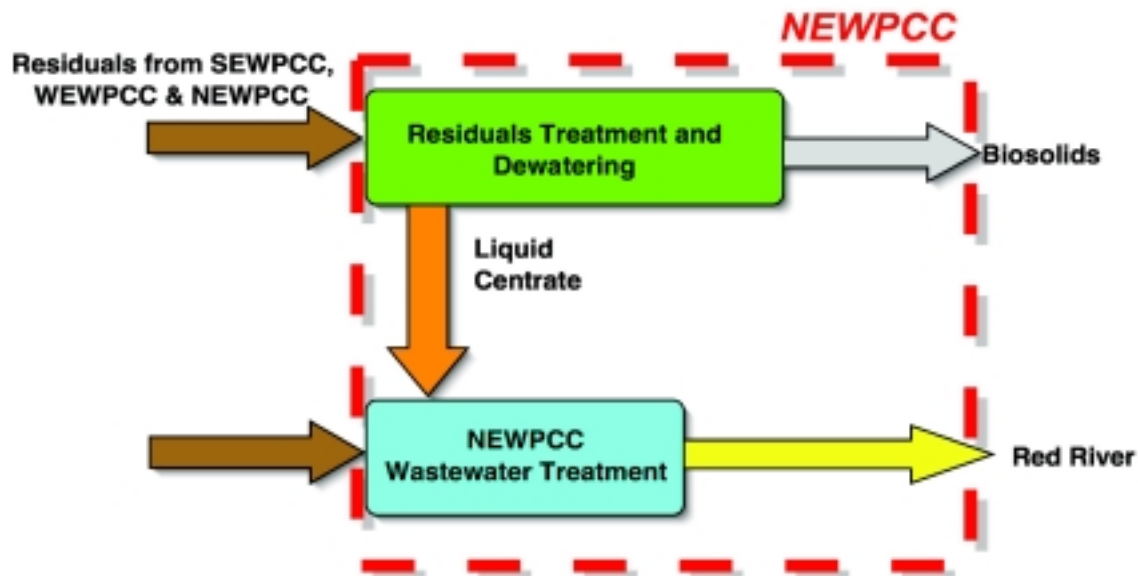 NEWPCC
Residuals from SEWPCC,
WEWPCC & NEWPCC
Residuals Treatment and
Dewatering
Biosolids
Liquid
Centrate
NEWPCC
Wastewater Treatment
Red River